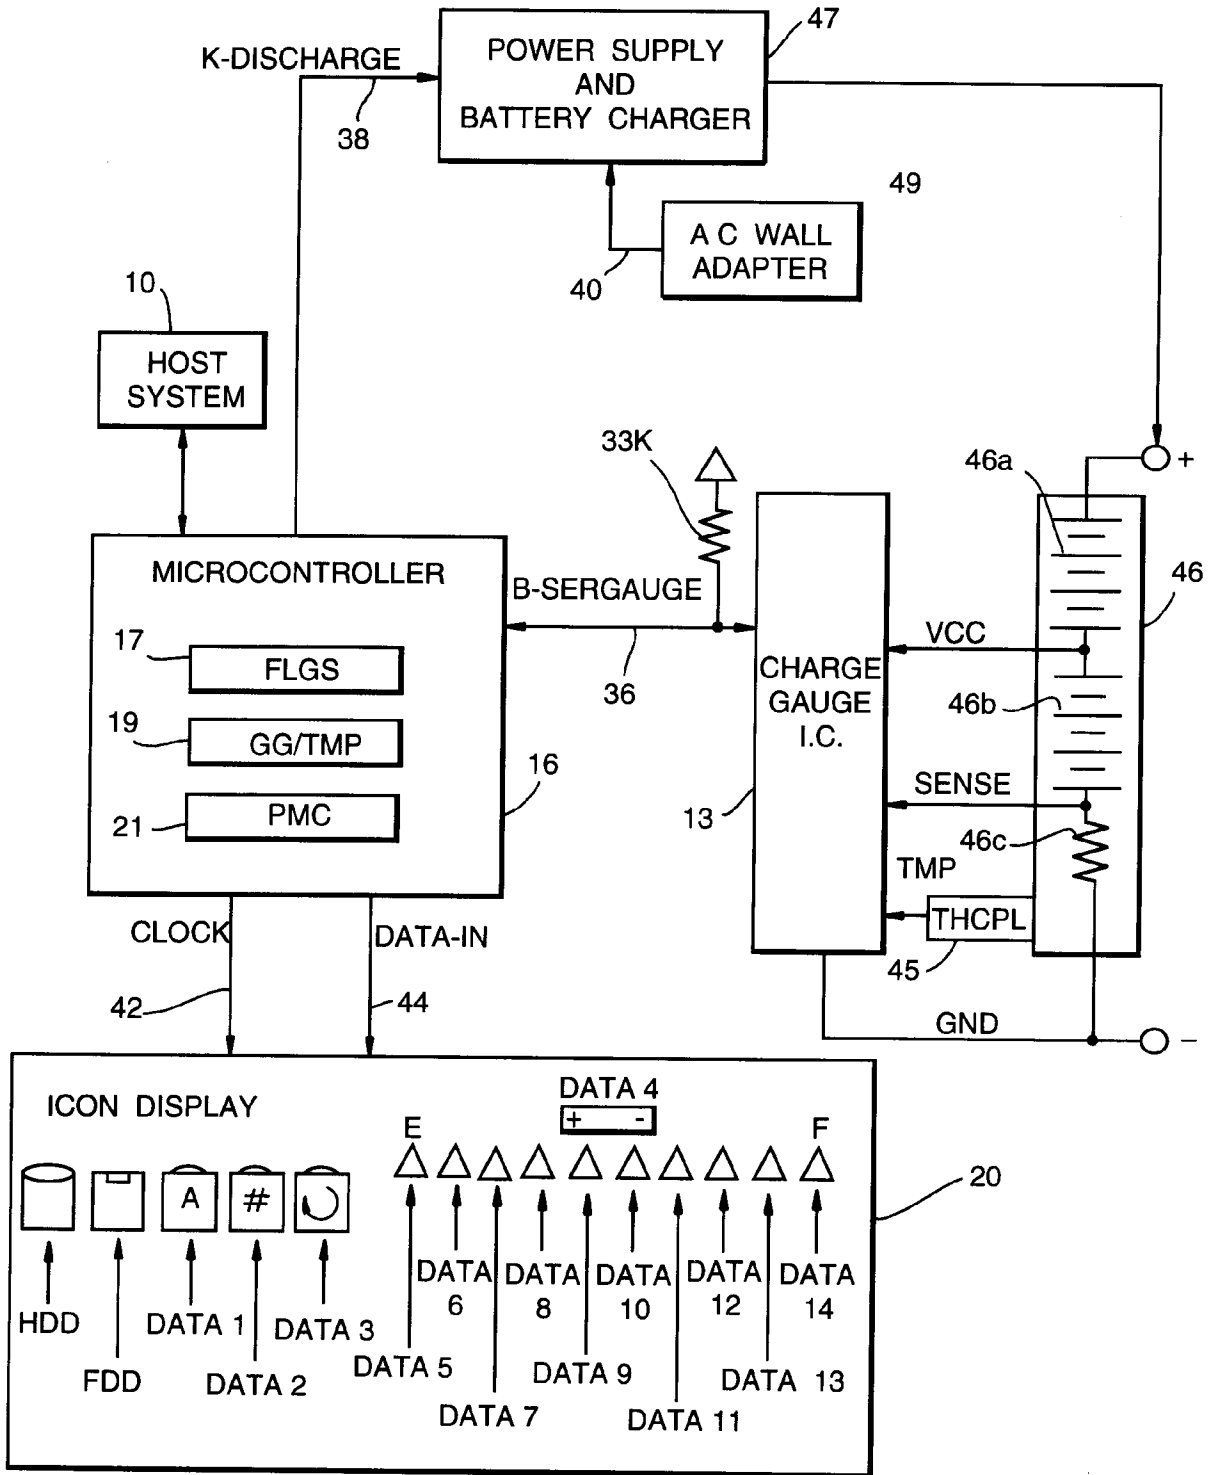 47
POWER SUPPLY
AND
BATTERY CHARGER
K-DISCHARGE
38
49
A C WALL
ADAPTER
40
10
HOST
SYSTEM
33K
46a
+
MICROCONTROLLER
B-SERGAUGE
46
17
FLGS
36
CHARGE
GAUGE
I.C.
VCC
46b
19
GG/TMP
16
SENSE
21
PMC
13
46c
TMP
THCPL
45
CLOCK
DATA-IN
42
44
GND
−
ICON DISPLAY
DATA 4
+ -
E
F
A
#
20
HDD
FDD
DATA 1
DATA 2
DATA 3
DATA 5
DATA
6
DATA 7
DATA
8
DATA 9
DATA
10
DATA 11
DATA
12
DATA 13
DATA
14